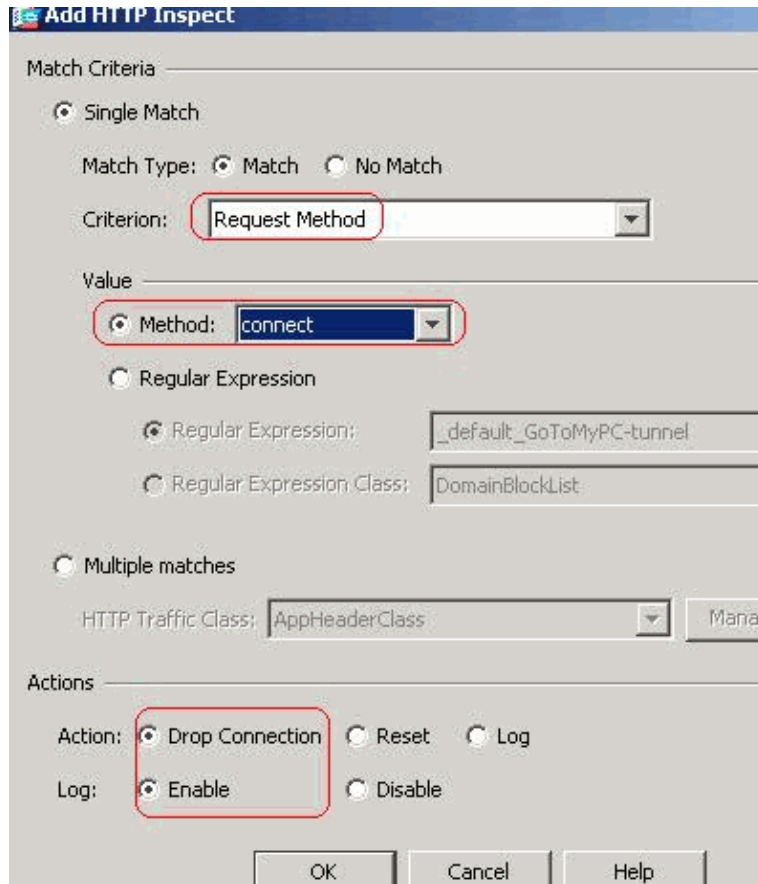 Add HTTP Inspect
Match Criteria
Single Match
Match Type: Match No Match
Criterion: Request Method
Value
Method: connect
Regular Expression
Regular Expression: _default_GoToMyPC-tunnel
Regular Expression Class: DomainBlockList
Multiple matches
HTTP Traffic Class: AppHeaderClass Mana
Actions
Action: Drop Connection Reset Log
Log: Enable Disable
OK Cancel Help